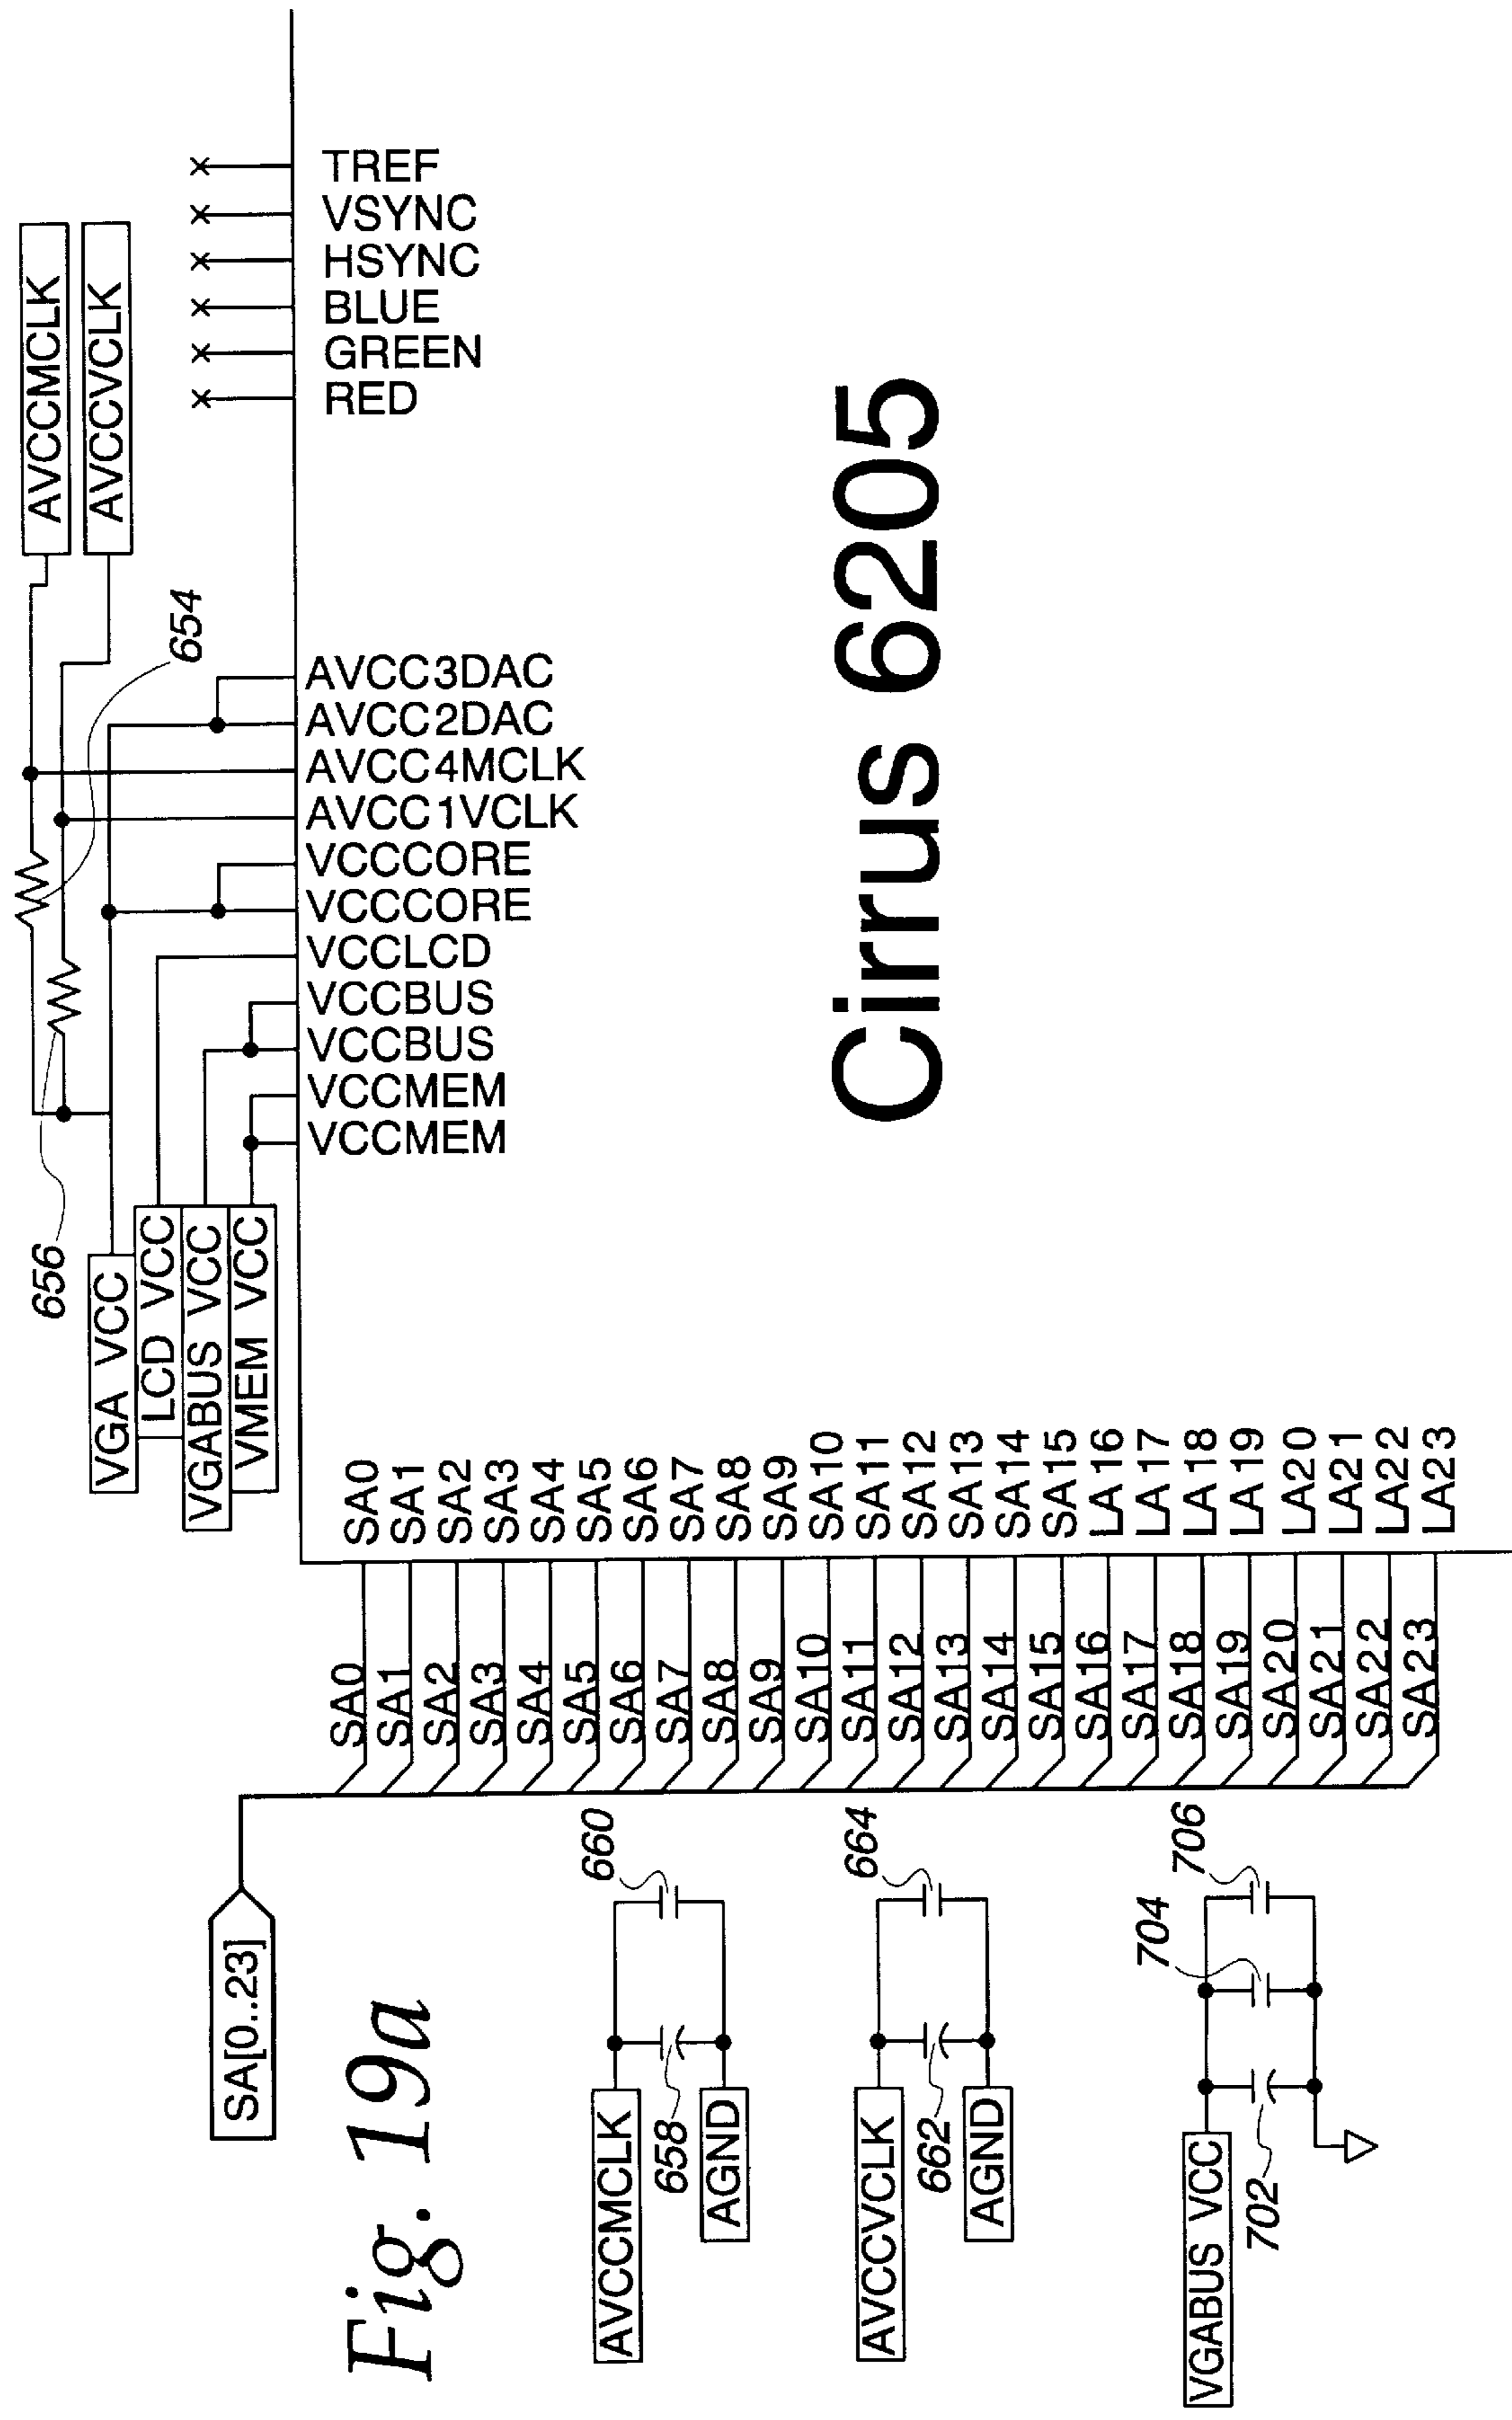 AVCCMCLK
AVCCVCLK
654
656
VGA VCC
LCD VCC
VGABUS VCC
VMEM VCC
VCCMEM
VCCMEM
VCCBUS
VCCBUS
VCCLCD
VCCCORE
VCCCORE
AVCC1VCLK
AVCC4MCLK
AVCC2DAC
AVCC3DAC
RED
GREEN
BLUE
HSYNC
VSYNC
TREF
Cirrus 6205
SA[0..23]
SA0 SA0
SA1 SA1
SA2 SA2
SA3 SA3
SA4 SA4
SA5 SA5
SA6 SA6
SA7 SA7
SA8 SA8
SA9 SA9
SA10 SA10
SA11 SA11
SA12 SA12
SA13 SA13
SA14 SA14
SA15 SA15
SA16 LA16
SA17 LA17
SA18 LA18
SA19 LA19
SA20 LA20
SA21 LA21
SA22 LA22
SA23 LA23
Fig. 19a
AVCCMCLK
660
658
AGND
AVCCVCLK
664
662
AGND
704
706
VGABUS VCC
702